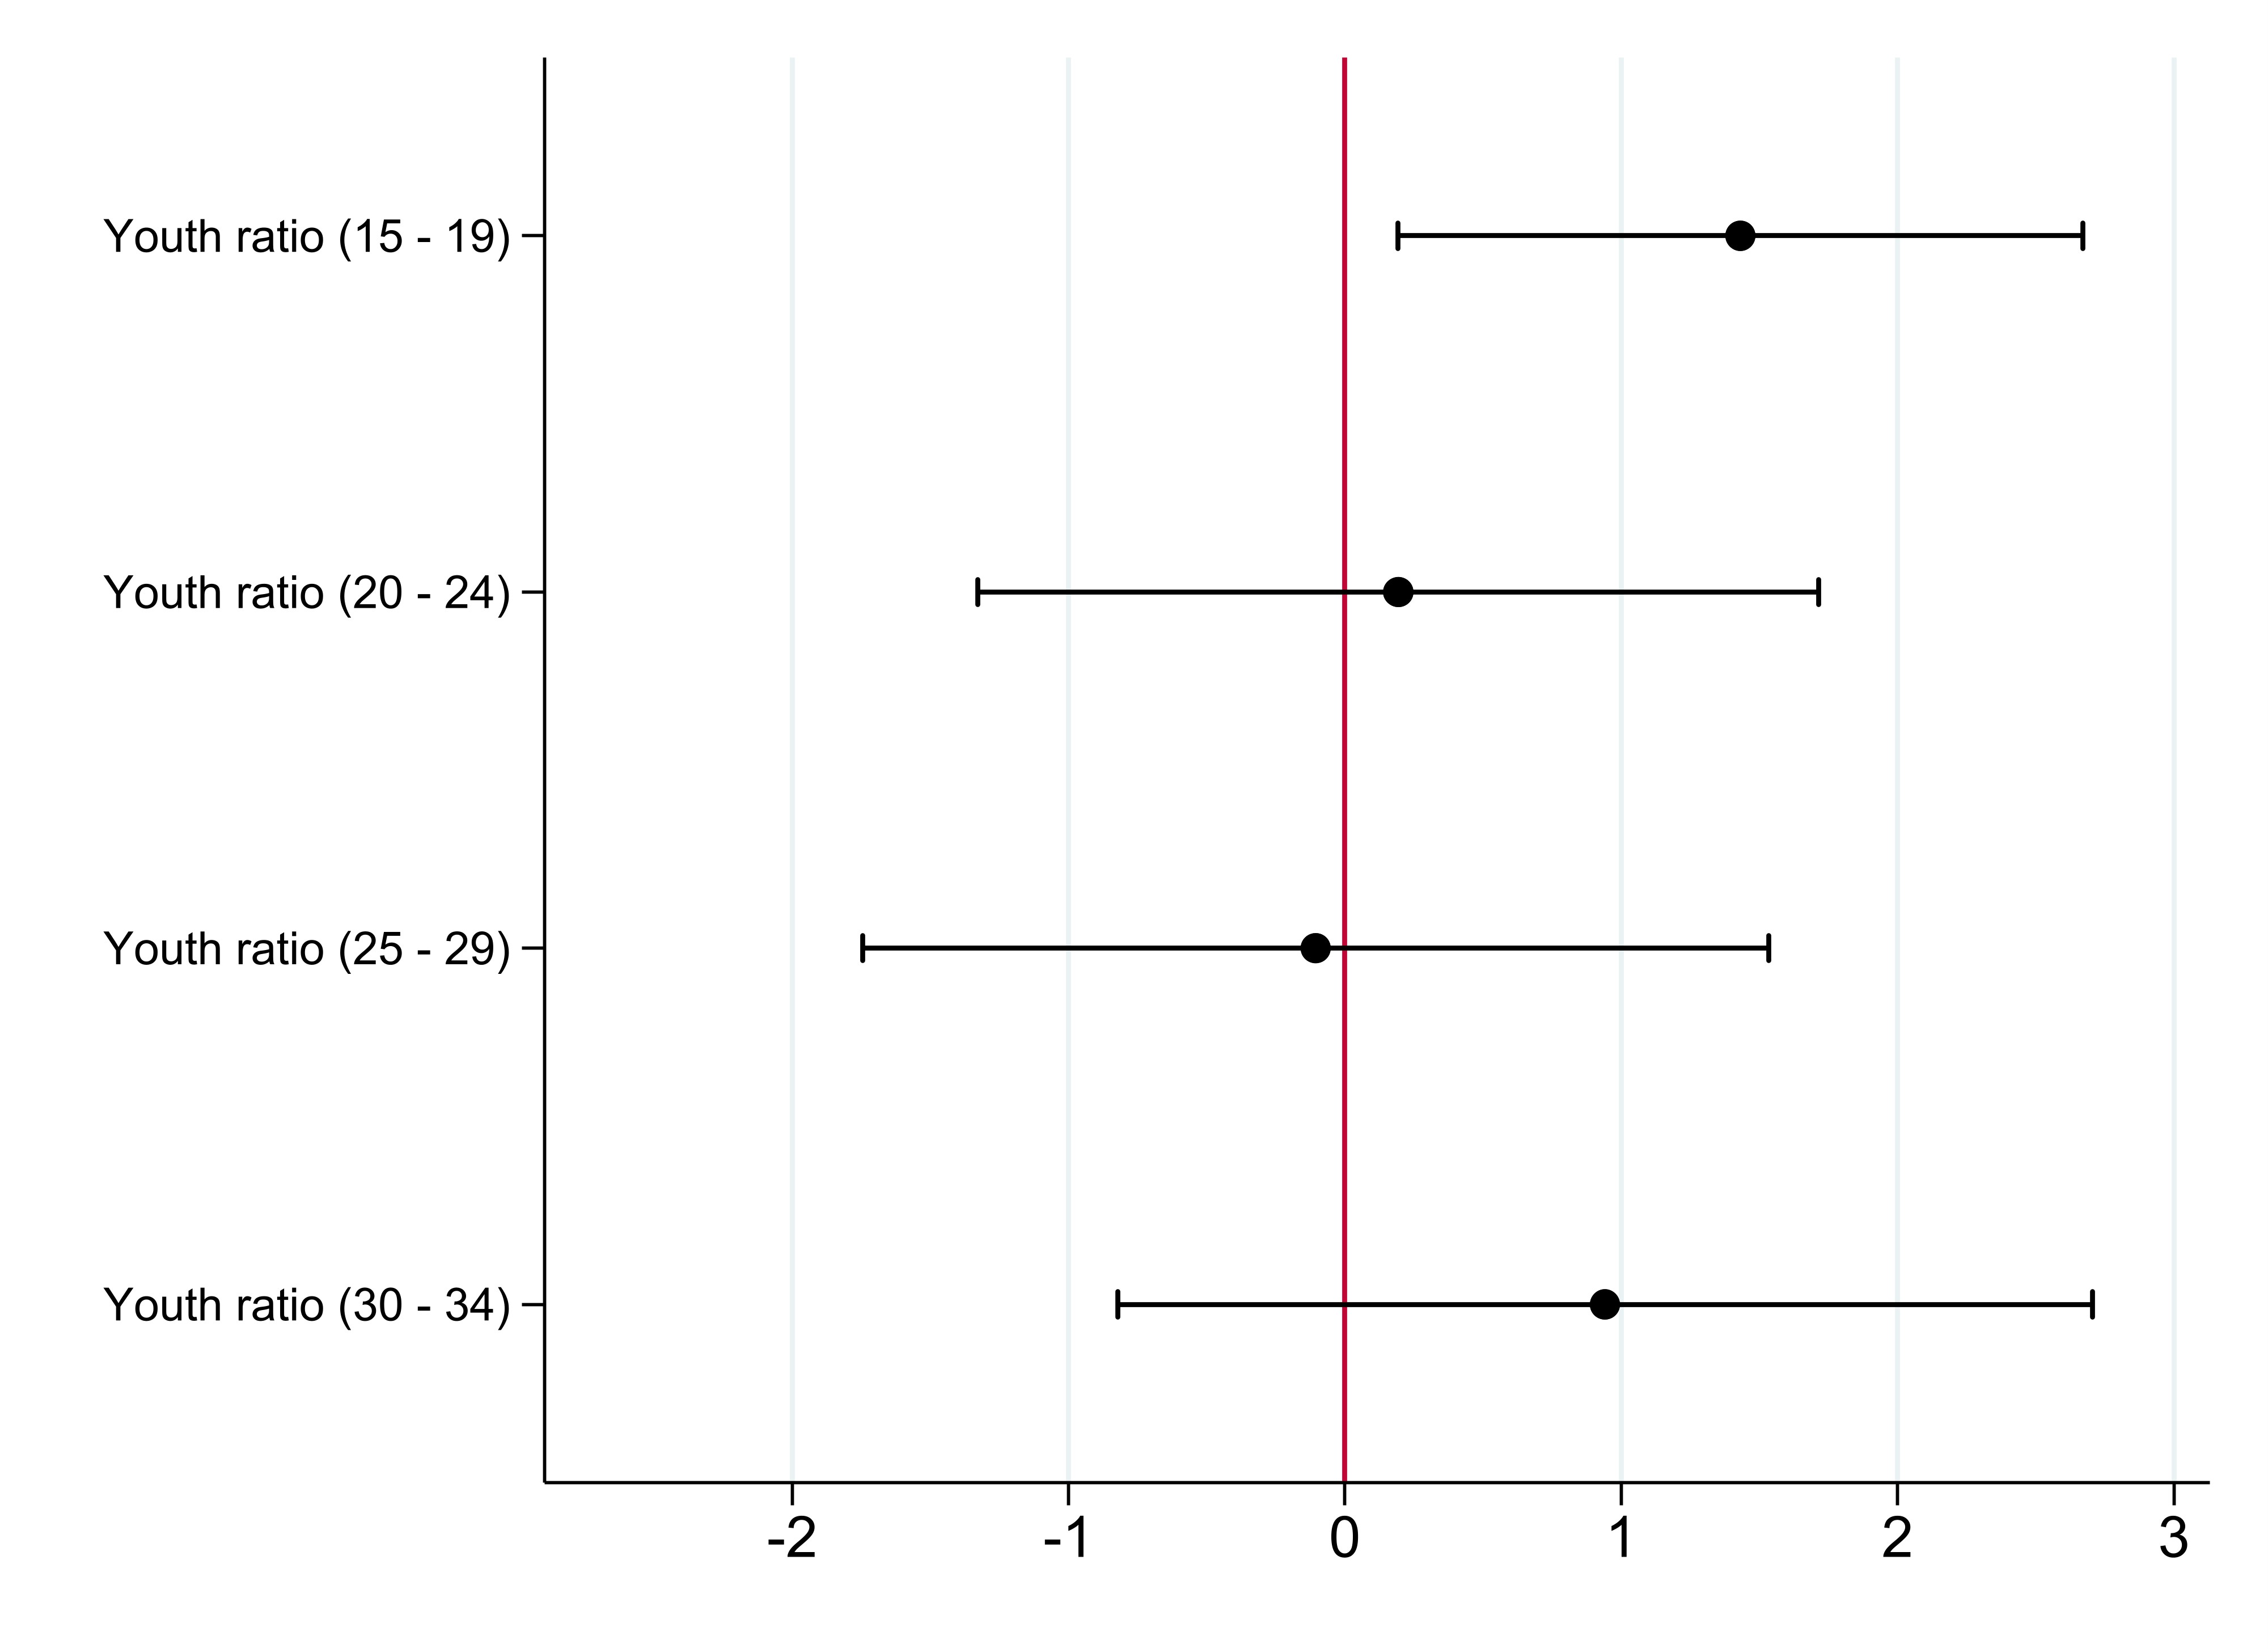 Youth ratio (15 - 19)
Youth ratio (20 - 24)
Youth ratio (25 - 29)
Youth ratio (30 - 34)
-2 -1 0 1 2 3